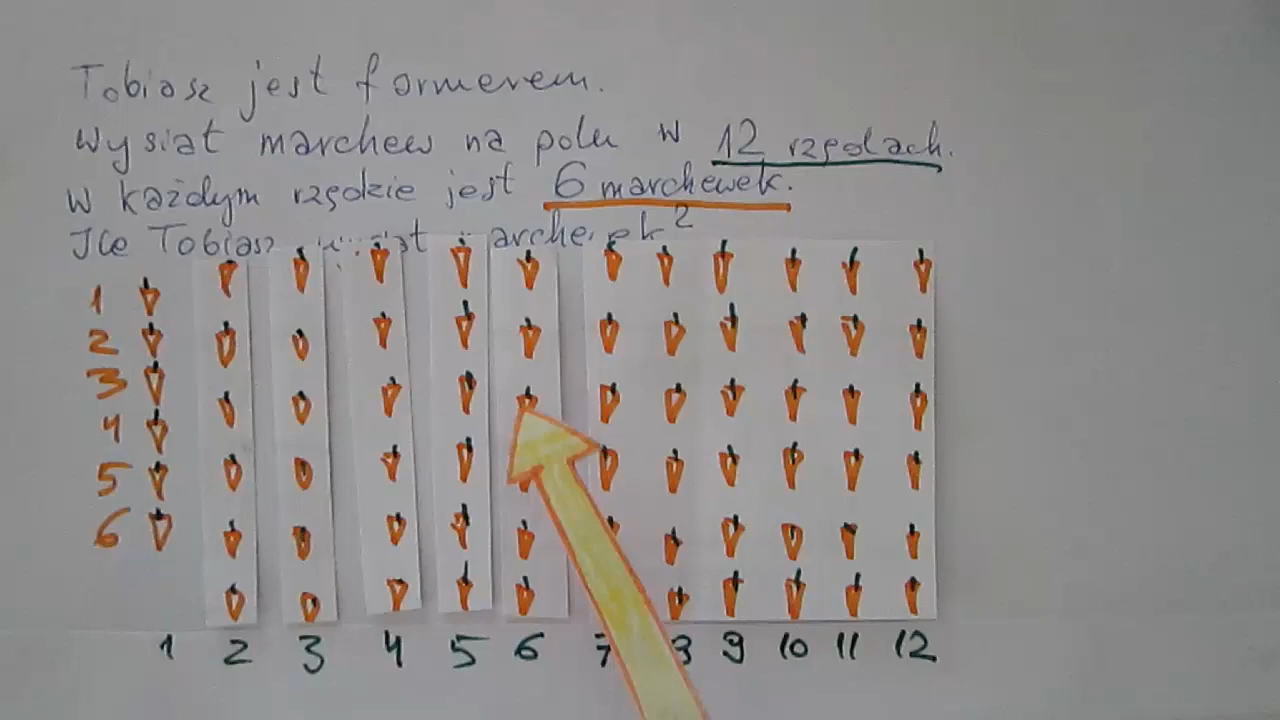 Tobiasz jest formerem.
Wysiał marchew na polu w 12 rzędach.
W każdym rzędzie jest 6 marchewek.
Ile Tobiasz
1
2
3
4
5
6
1 2 3 4 5 6 7 8 9 10 11 12